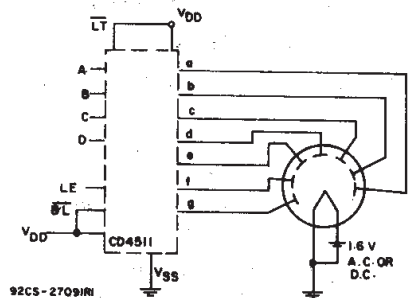 LT
VDD
A
B
C
D
LE
BL
VDD
CD4511
VSS
a
b
c
d
e
f
g
1.6 V
A.C. OR
D.C.
92CS-27091R1